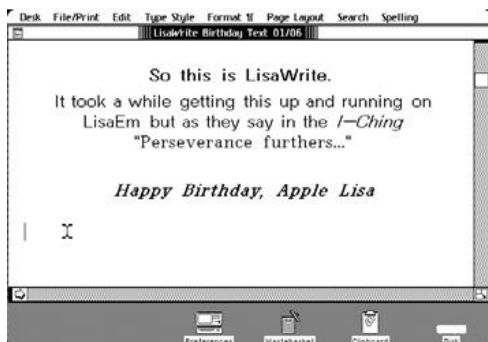 Desk File/Print Edit Type Style Format ¶ Page Layout Search Spelling
LisaWrite Birthday Text 01/06
So this is LisaWrite.
It took a while getting this up and running on
LisaEm but as they say in the I—Ching
"Perseverance furthers..."
Happy Birthday, Apple Lisa
Preferences Wastebasket Clipboard Disk